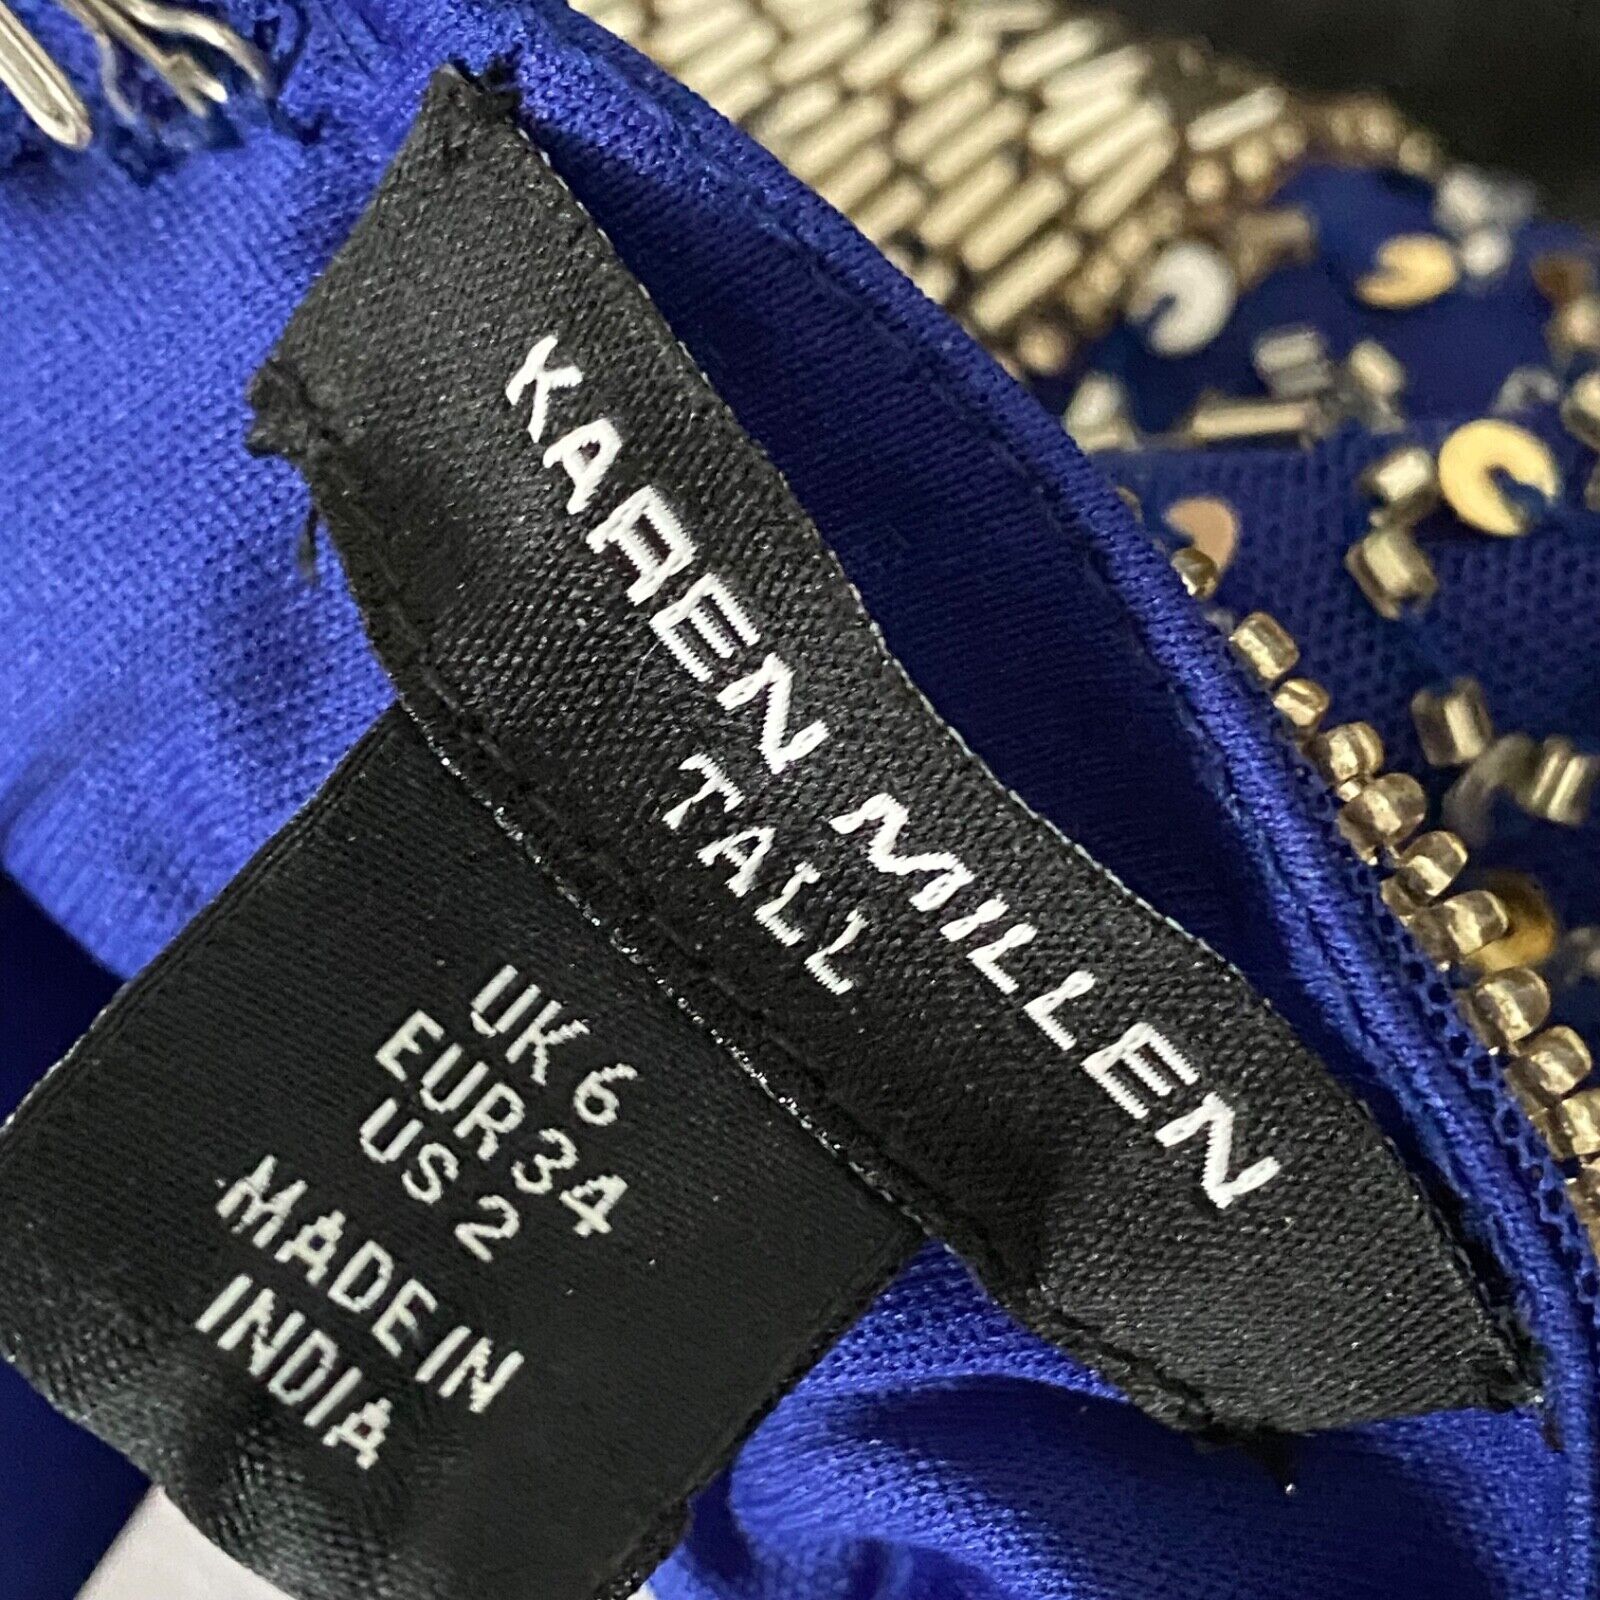 KAREN MILLEN
TALL
UK 6
EUR 34
US 2
MADE IN
INDIA